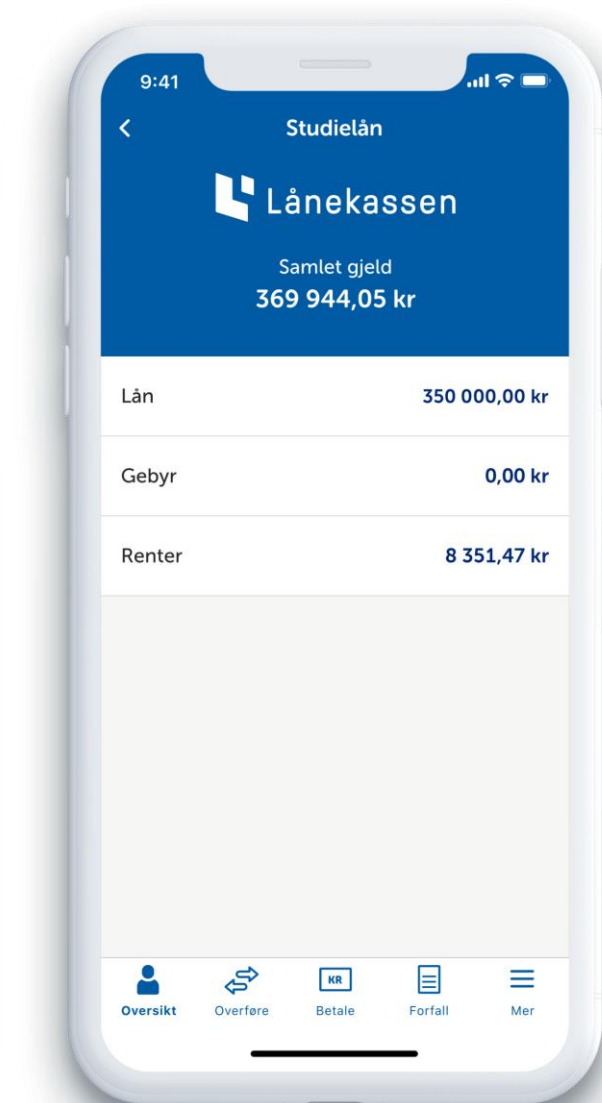 9:41
Studielån
Lånekassen
Samlet gjeld
369 944,05 kr
Lån 350 000,00 kr
Gebyr 0,00 kr
Renter 8 351,47 kr
KR
Oversikt Overføre Betale Forfall Mer